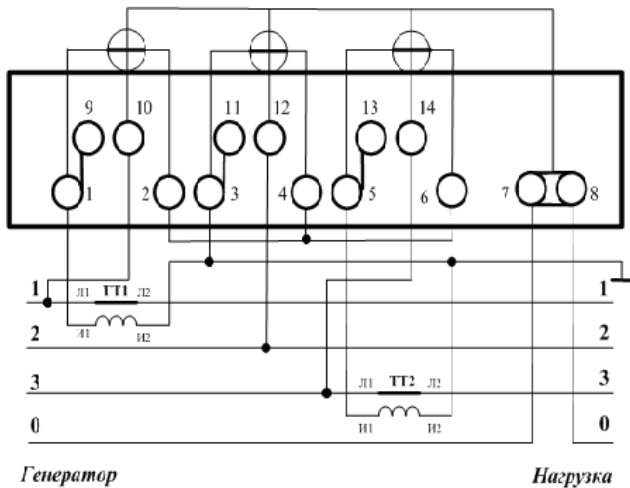 9 10 11 12 13 14
1 2 3 4 5 6 7 8
1 Л1 ТТ1 Л2 1
И1 И2
2 2
3 Л1 ТТ2 Л2 3
И1 И2
0 0
Генератор Нагрузка